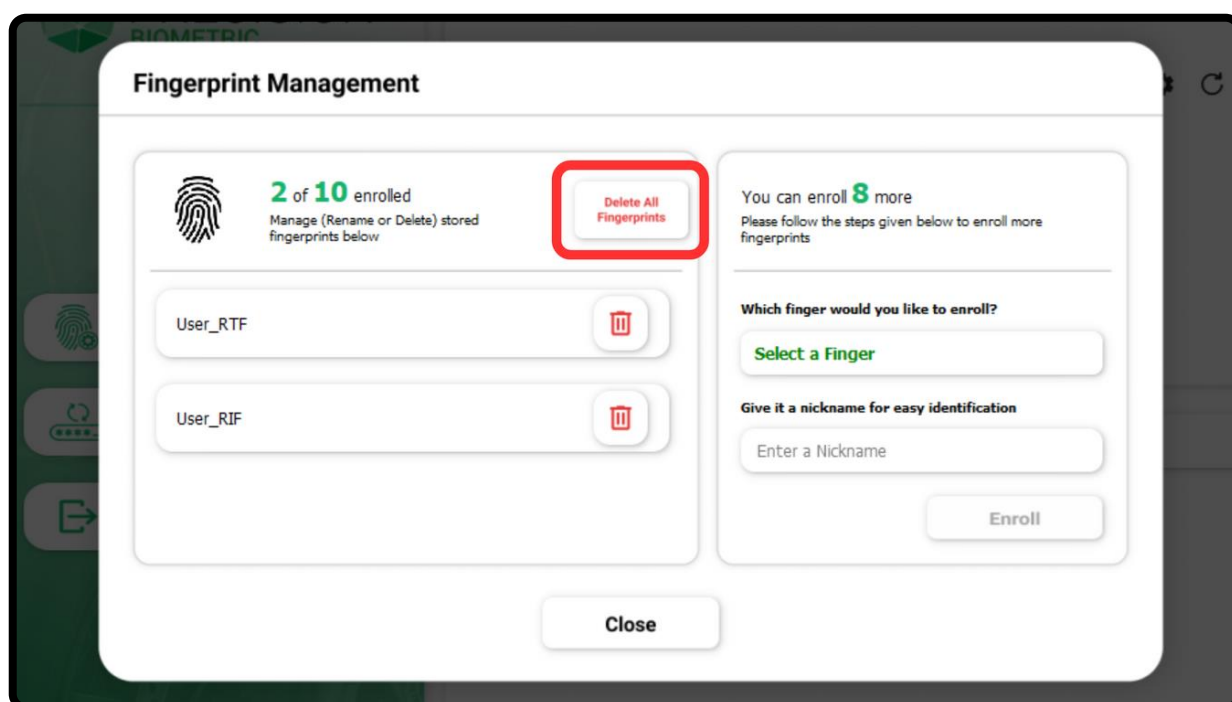 BIOMETRIC
Fingerprint Management
2 of 10 enrolled
Manage (Rename or Delete) stored
fingerprints below
Delete All
Fingerprints
User_RTF
User_RIF
You can enroll 8 more
Please follow the steps given below to enroll more
fingerprints
Which finger would you like to enroll?
Select a Finger
Give it a nickname for easy identification
Enter a Nickname
Enroll
Close